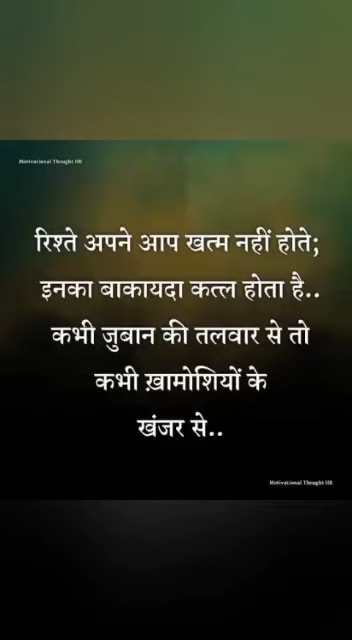 Motivational Thought HR
रिश्ते अपने आप खत्म नहीं होते;
इनका बाकायदा कत्ल होता है..
कभी जुबान की तलवार से तो
कभी ख़ामोशियों के
खंजर से..
Motivational Thought HR